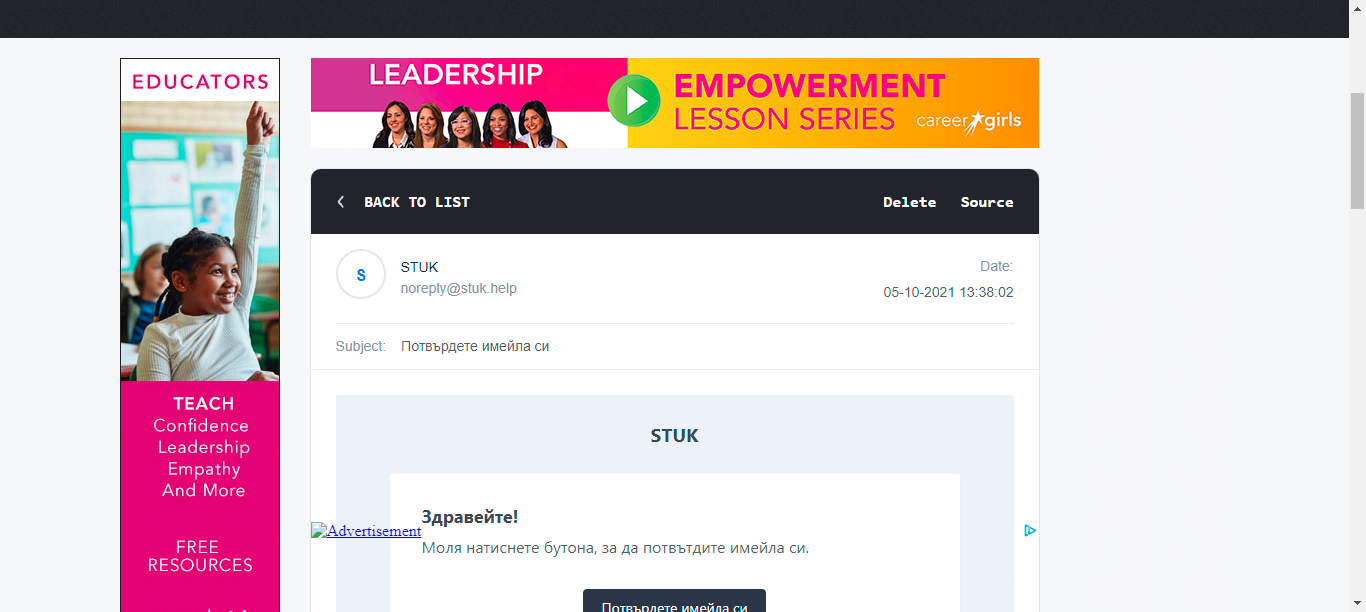 EDUCATORS
TEACH
Confidence
Leadership
Empathy
And More
FREE
RESOURCES
LEADERSHIP
EMPOWERMENT
LESSON SERIES
career girls
BACK TO LIST
Delete
Source
S
STUK
noreply@stuk.help
Date:
05-10-2021 13:38:02
Subject:
Потвърдете имейла си
STUK
Здравейте!
Advertisement
Моля натиснете бутона, за да потвътдите имейла си.
Потвърдете имейла си